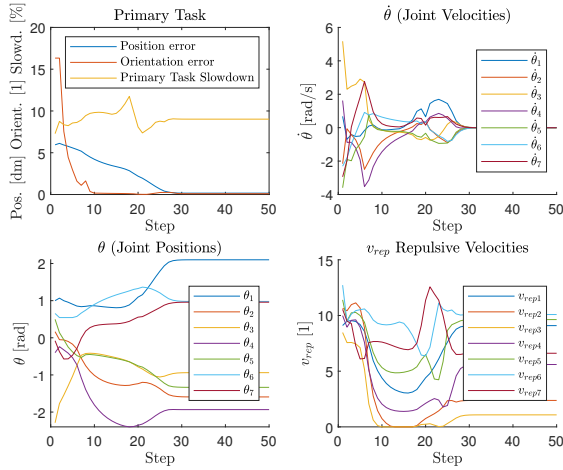 Primary Task
Pos. [dm] Orient. [1] Slowd. [%]
20
15
10
5
0
Position error
Orientation error
Primary Task Slowdown
0 10 20 30 40 50
Step
θ̇ (Joint Velocities)
θ̇ [rad/s]
6
4
2
0
-2
-4
θ̇1
θ̇2
θ̇3
θ̇4
θ̇5
θ̇6
θ̇7
0 10 20 30 40 50
Step
θ (Joint Positions)
θ [rad]
2
1
0
-1
-2
θ1
θ2
θ3
θ4
θ5
θ6
θ7
0 10 20 30 40 50
Step
vrep Repulsive Velocities
vrep [1]
15
10
5
0
vrep1
vrep2
vrep3
vrep4
vrep5
vrep6
vrep7
0 10 20 30 40 50
Step